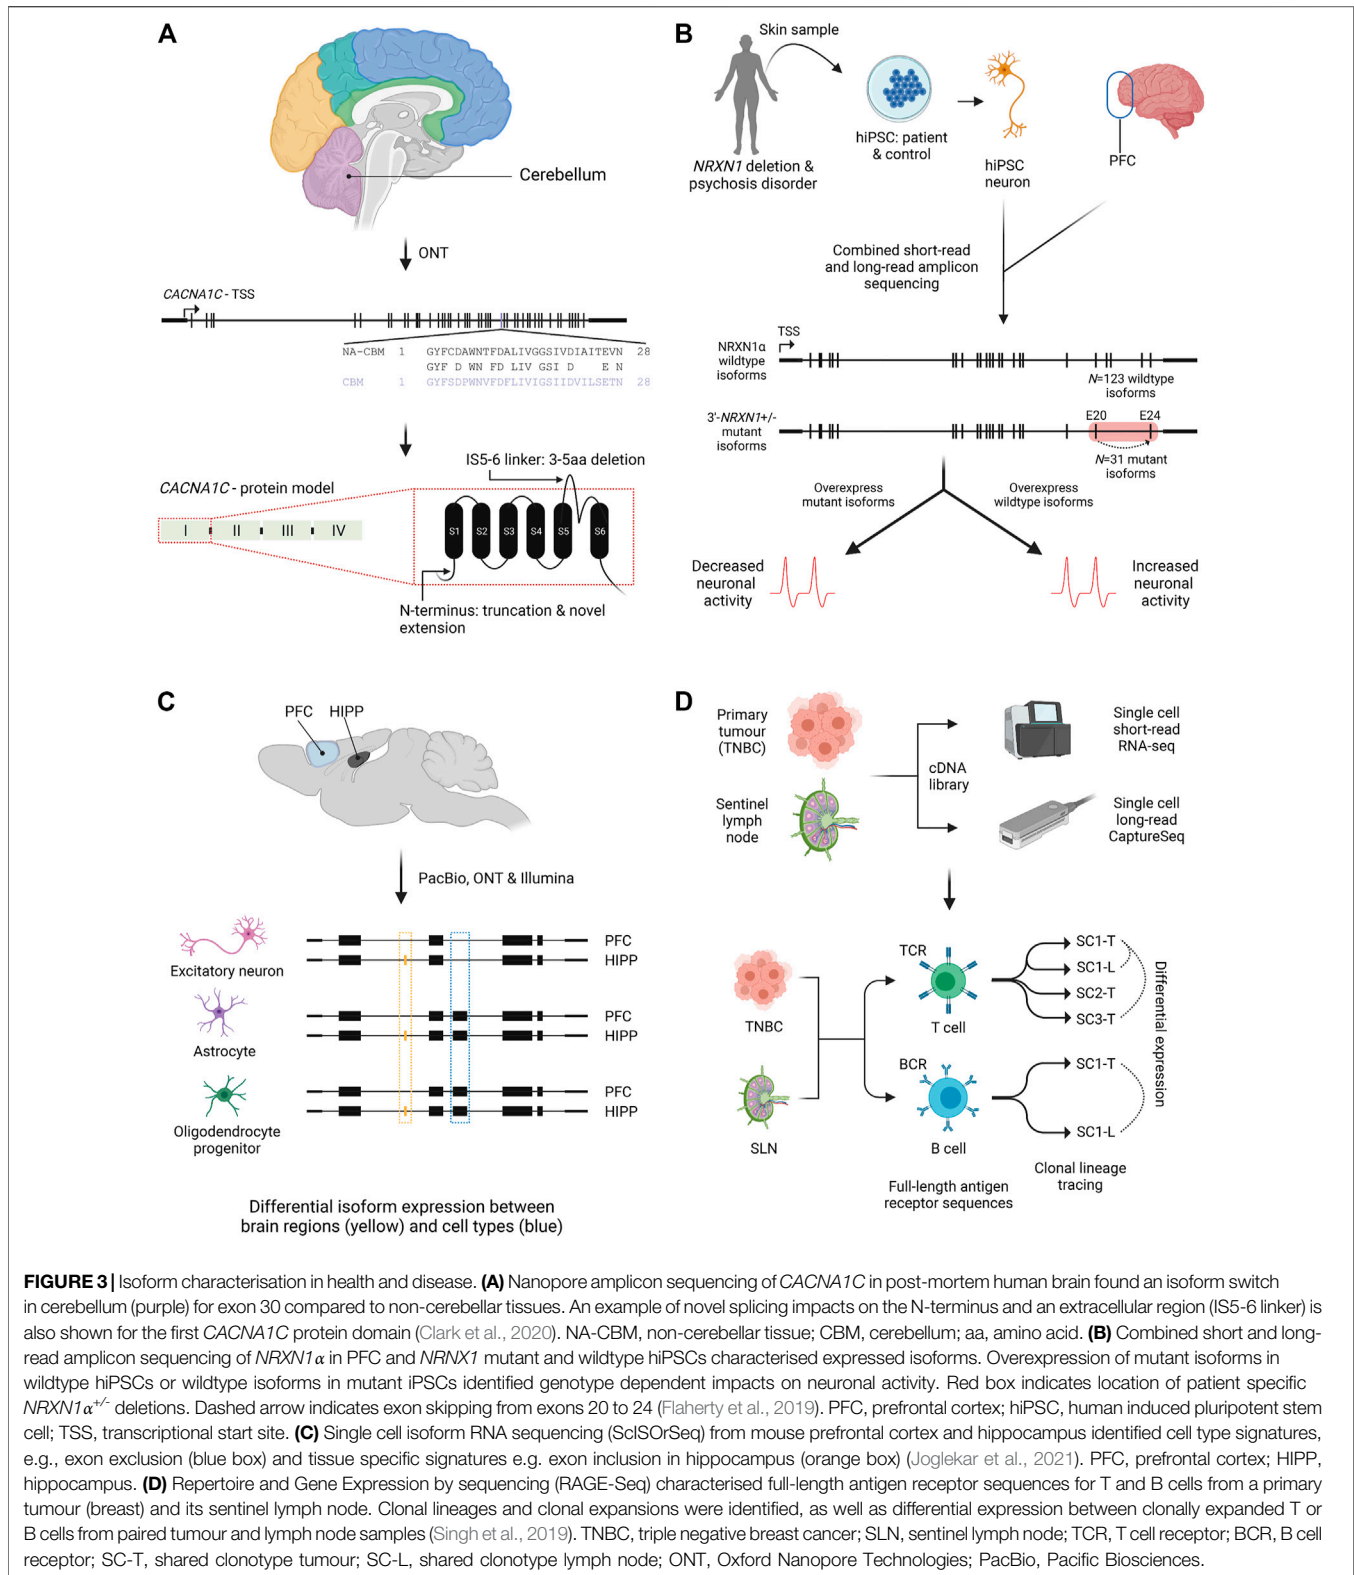 A
Cerebellum
ONT
CACNA1C - TSS
NA-CBM 1 GYFCDAWNTFDALIVGGSIVDIAITEVN 28
GYF D WN FD LIV GSI D E N
CBM 1 GYFSDPWNVFDFLIVIGSIIDVILSETN 28
IS5-6 linker: 3-5aa deletion
CACNA1C - protein model
I II III IV
S1 S2 S3 S4 S5 S6
N-terminus: truncation & novel
extension
B
Skin sample
NRXN1 deletion &
psychosis disorder
hiPSC: patient
& control
hiPSC
neuron
PFC
Combined short-read
and long-read amplicon
sequencing
TSS
NRXN1α
wildtype
isoforms
N=123 wildtype
isoforms
3'-NRXN1+/-
mutant
isoforms
E20 E24
N=31 mutant
isoforms
Overexpress
mutant isoforms
Overexpress
wildtype isoforms
Decreased
neuronal
activity
Increased
neuronal
activity
C
PFC HIPP
PacBio, ONT & Illumina
Excitatory neuron
PFC
HIPP
Astrocyte
PFC
HIPP
Oligodendrocyte
progenitor
PFC
HIPP
Differential isoform expression between
brain regions (yellow) and cell types (blue)
D
Primary
tumour
(TNBC)
Sentinel
lymph
node
cDNA
library
Single cell
short-read
RNA-seq
Single cell
long-read
CaptureSeq
TNBC
SLN
TCR
T cell
BCR
B cell
SC1-T
SC1-L
SC2-T
SC3-T
SC1-T
SC1-L
Differential expression
Full-length antigen
receptor sequences
Clonal lineage
tracing
FIGURE 3 | Isoform characterisation in health and disease. (A) Nanopore amplicon sequencing of CACNA1C in post-mortem human brain found an isoform switch
in cerebellum (purple) for exon 30 compared to non-cerebellar tissues. An example of novel splicing impacts on the N-terminus and an extracellular region (IS5-6 linker) is
also shown for the first CACNA1C protein domain (Clark et al., 2020). NA-CBM, non-cerebellar tissue; CBM, cerebellum; aa, amino acid. (B) Combined short and long-
read amplicon sequencing of NRXN1α in PFC and NRNX1 mutant and wildtype hiPSCs characterised expressed isoforms. Overexpression of mutant isoforms in
wildtype hiPSCs or wildtype isoforms in mutant iPSCs identified genotype dependent impacts on neuronal activity. Red box indicates location of patient specific
NRXN1α+/- deletions. Dashed arrow indicates exon skipping from exons 20 to 24 (Flaherty et al., 2019). PFC, prefrontal cortex; hiPSC, human induced pluripotent stem
cell; TSS, transcriptional start site. (C) Single cell isoform RNA sequencing (ScISOrSeq) from mouse prefrontal cortex and hippocampus identified cell type signatures,
e.g., exon exclusion (blue box) and tissue specific signatures e.g. exon inclusion in hippocampus (orange box) (Joglekar et al., 2021). PFC, prefrontal cortex; HIPP,
hippocampus. (D) Repertoire and Gene Expression by sequencing (RAGE-Seq) characterised full-length antigen receptor sequences for T and B cells from a primary
tumour (breast) and its sentinel lymph node. Clonal lineages and clonal expansions were identified, as well as differential expression between clonally expanded T or
B cells from paired tumour and lymph node samples (Singh et al., 2019). TNBC, triple negative breast cancer; SLN, sentinel lymph node; TCR, T cell receptor; BCR, B cell
receptor; SC-T, shared clonotype tumour; SC-L, shared clonotype lymph node; ONT, Oxford Nanopore Technologies; PacBio, Pacific Biosciences.